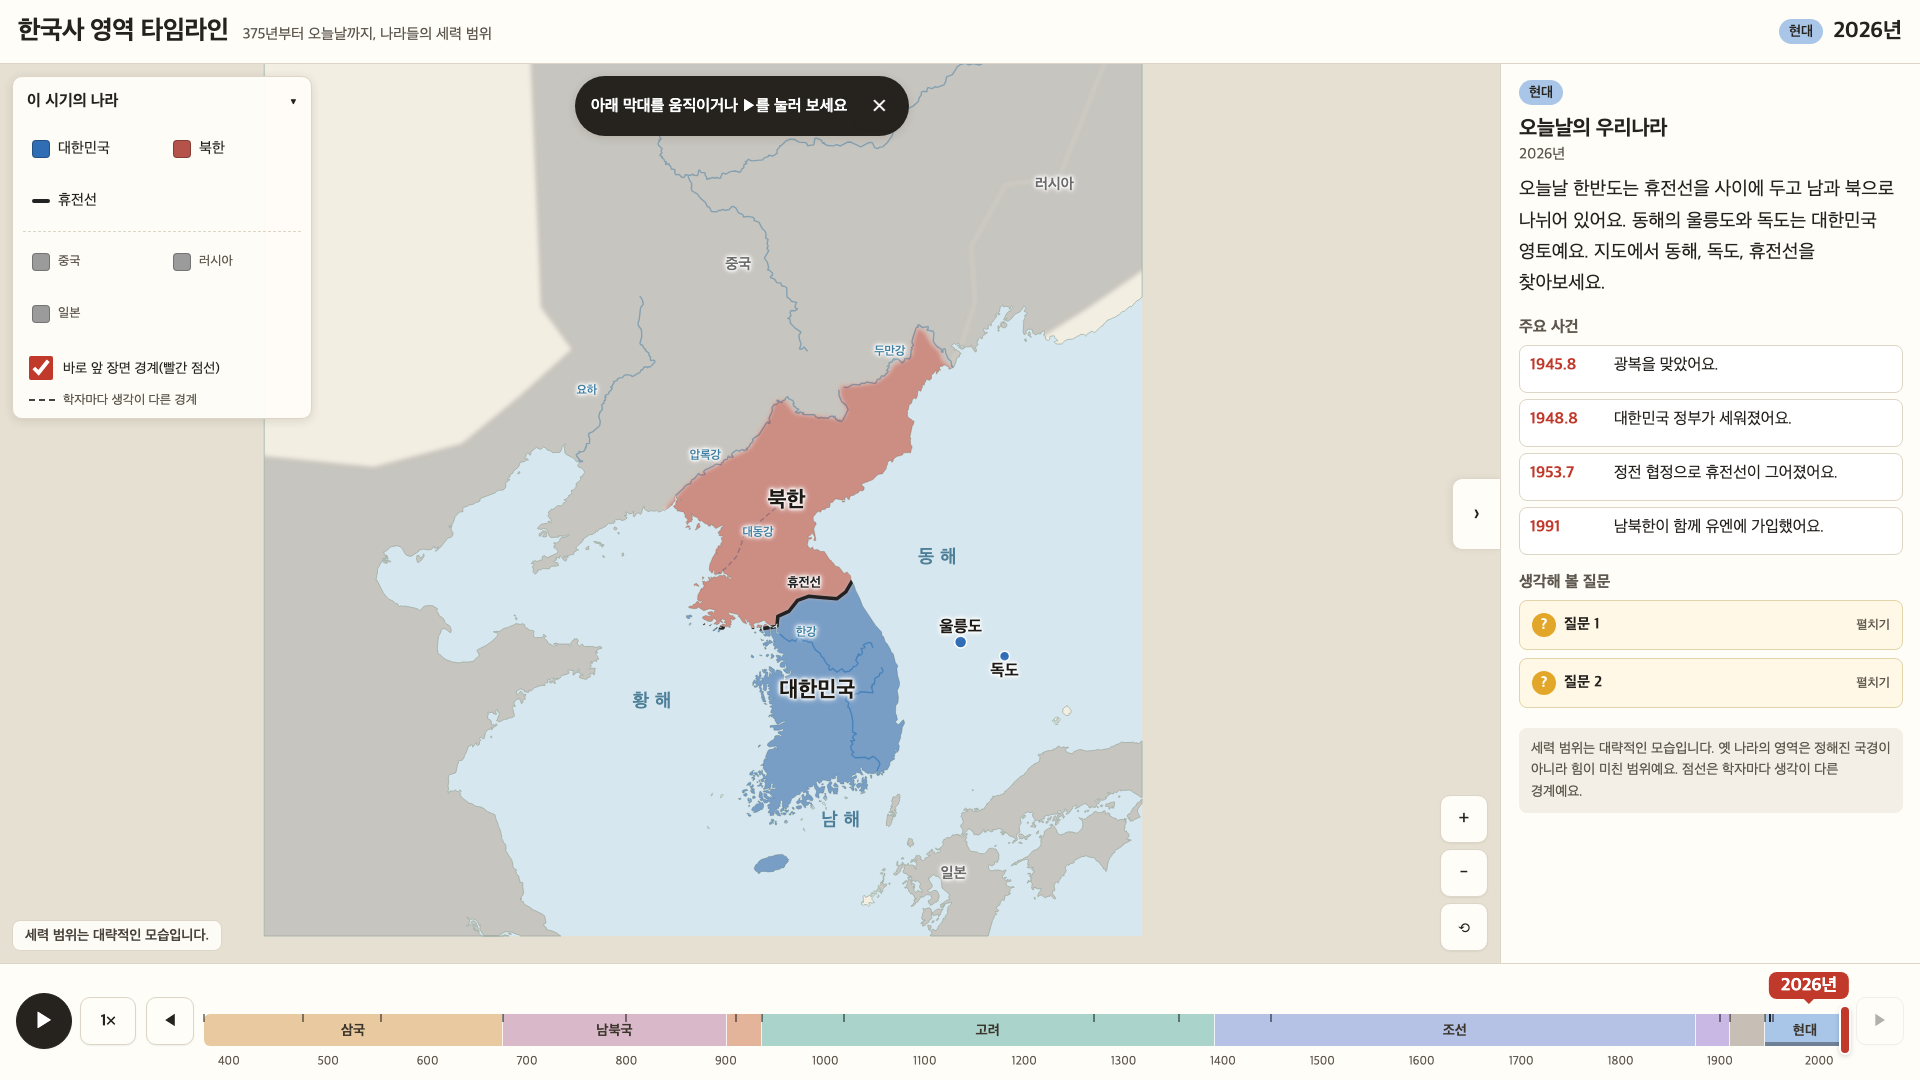 한국사 영역 타임라인
375년부터 오늘날까지, 나라들의 세력 범위
현대
2026년
이 시기의 나라
▾
대한민국
북한
휴전선
중국
러시아
일본
바로 앞 장면 경계(빨간 점선)
학자마다 생각이 다른 경계
아래 막대를 움직이거나 ▶를 눌러 보세요 ✕
러시아
중국
두만강
요하
압록강
북한
대동강
동 해
휴전선
울릉도
한강
독도
대한민국
황 해
남 해
일본
세력 범위는 대략적인 모습입니다.
›
+
−
⟲
현대
오늘날의 우리나라
2026년
오늘날 한반도는 휴전선을 사이에 두고 남과 북으로
나뉘어 있어요. 동해의 울릉도와 독도는 대한민국
영토예요. 지도에서 동해, 독도, 휴전선을
찾아보세요.
주요 사건
1945.8 광복을 맞았어요.
1948.8 대한민국 정부가 세워졌어요.
1953.7 정전 협정으로 휴전선이 그어졌어요.
1991 남북한이 함께 유엔에 가입했어요.
생각해 볼 질문
? 질문 1 펼치기
? 질문 2 펼치기
세력 범위는 대략적인 모습입니다. 옛 나라의 영역은 정해진 국경이
아니라 힘이 미친 범위예요. 점선은 학자마다 생각이 다른
경계예요.
2026년
1×
삼국
남북국
고려
조선
현대
400 500 600 700 800 900 1000 1100 1200 1300 1400 1500 1600 1700 1800 1900 2000